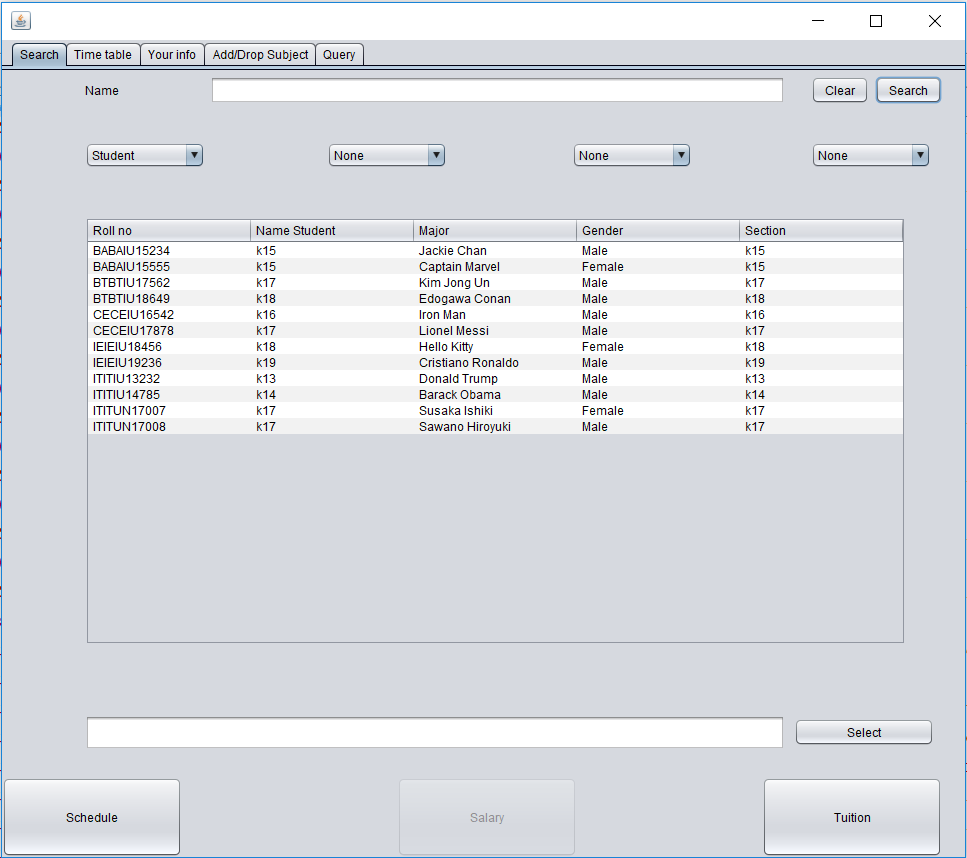 Search Time table Your info Add/Drop Subject Query
Name Clear Search
Student None None None
Roll no Name Student Major Gender Section
BABAIU15234 k15 Jackie Chan Male k15
BABAIU15555 k15 Captain Marvel Female k15
BTBTIU17562 k17 Kim Jong Un Male k17
BTBTIU18649 k18 Edogawa Conan Male k18
CECEIU16542 k16 Iron Man Male k16
CECEIU17878 k17 Lionel Messi Male k17
IEIEIU18456 k18 Hello Kitty Female k18
IEIEIU19236 k19 Cristiano Ronaldo Male k19
ITITIU13232 k13 Donald Trump Male k13
ITITIU14785 k14 Barack Obama Male k14
ITITUN17007 k17 Susaka Ishiki Female k17
ITITUN17008 k17 Sawano Hiroyuki Male k17
Select
Schedule Salary Tuition